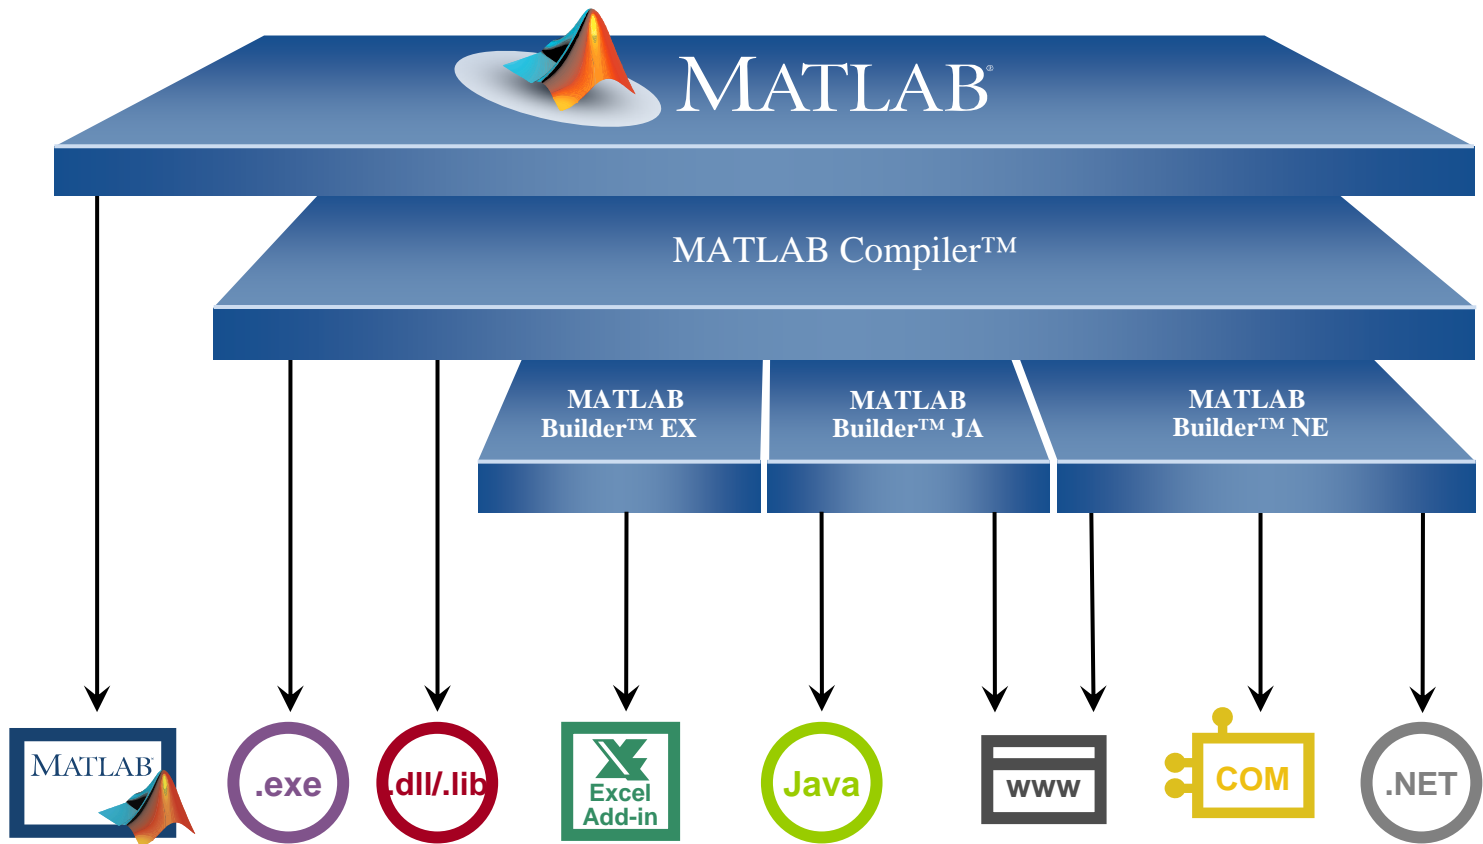 MATLAB®
MATLAB Compiler™
MATLAB
Builder™ EX
MATLAB
Builder™ JA
MATLAB
Builder™ NE
MATLAB
.exe
.dll/.lib
Excel
Add-in
Java
www
COM
.NET